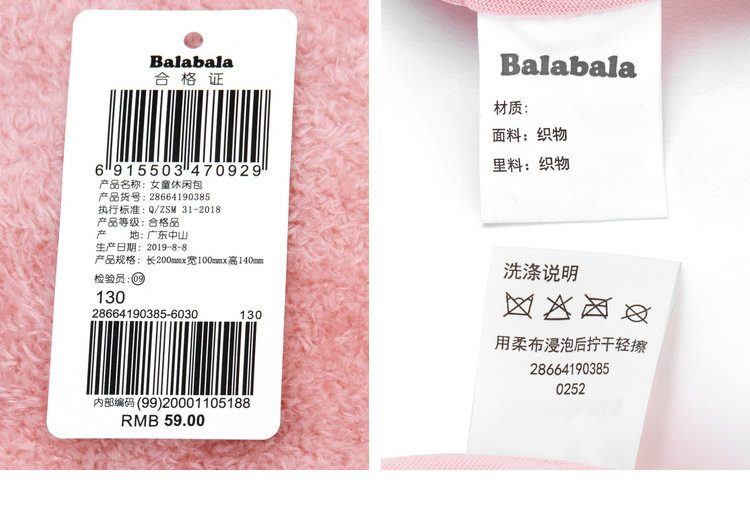 Balabala
合格证
6 915503 470929
产品名称: 女童休闲包
产品货号: 28664190385
执行标准: Q/ZSM 31-2018
产品等级: 合格品
产 地: 广东中山
生产日期: 2019-8-8
产品规格: 长200mmx宽100mmx高140mm
检验员: 09
130
28664190385-6030 130
内部编码 (99)20001105188
RMB 59.00
Balabala
材质:
面料: 织物
里料: 织物
洗涤说明
用柔布浸泡后拧干轻擦
28664190385
0252